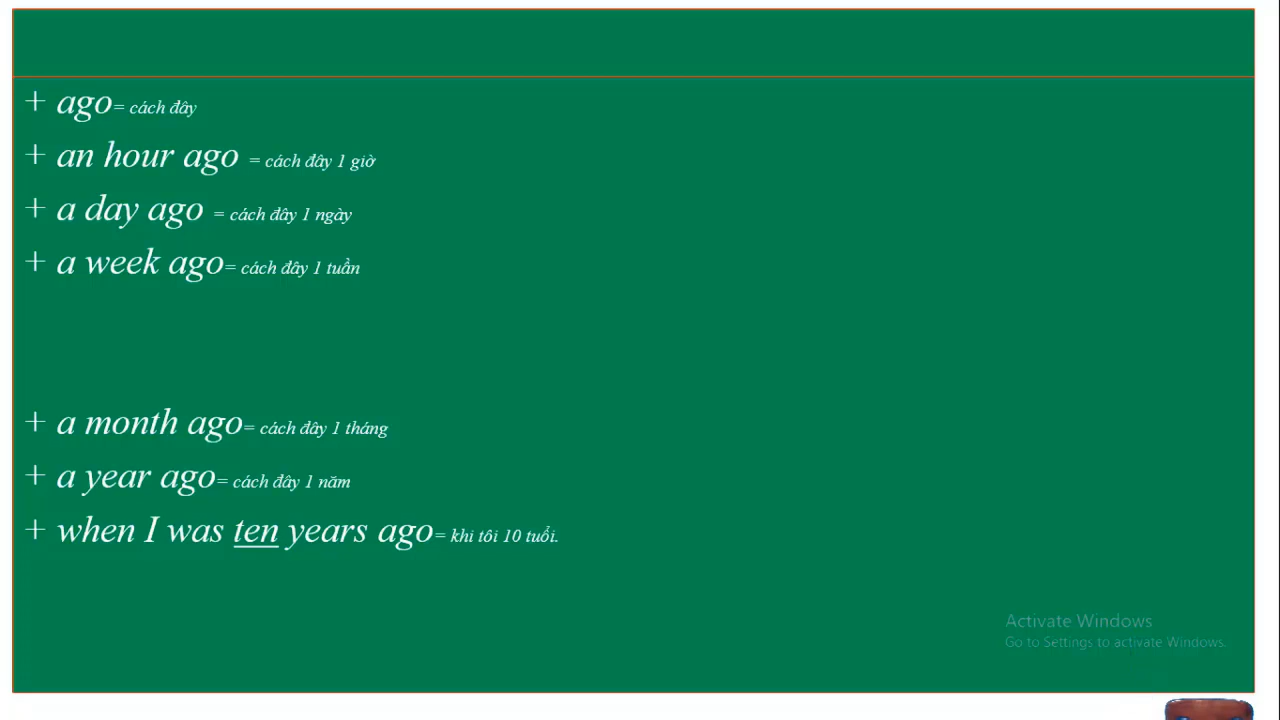 + ago= cách đây
+ an hour ago = cách đây 1 giờ
+ a day ago = cách đây 1 ngày
+ a week ago= cách đây 1 tuần
+ a month ago= cách đây 1 tháng
+ a year ago= cách đây 1 năm
+ when I was ten years ago= khi tôi 10 tuổi.
Activate Windows
Go to Settings to activate Windows.